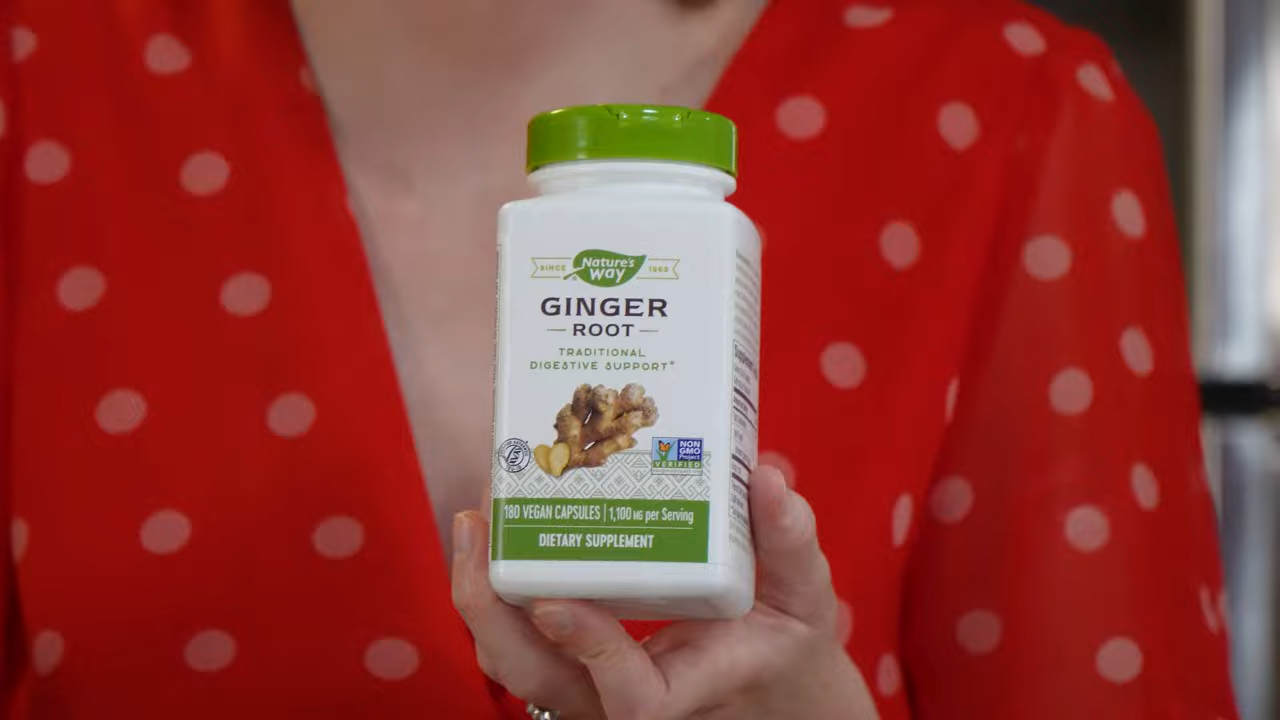 SINCE Nature's Way 1969
GINGER
ROOT
TRADITIONAL
DIGESTIVE SUPPORT*
NON
GMO
Project
VERIFIED
180 VEGAN CAPSULES | 1,100 MG per Serving
DIETARY SUPPLEMENT